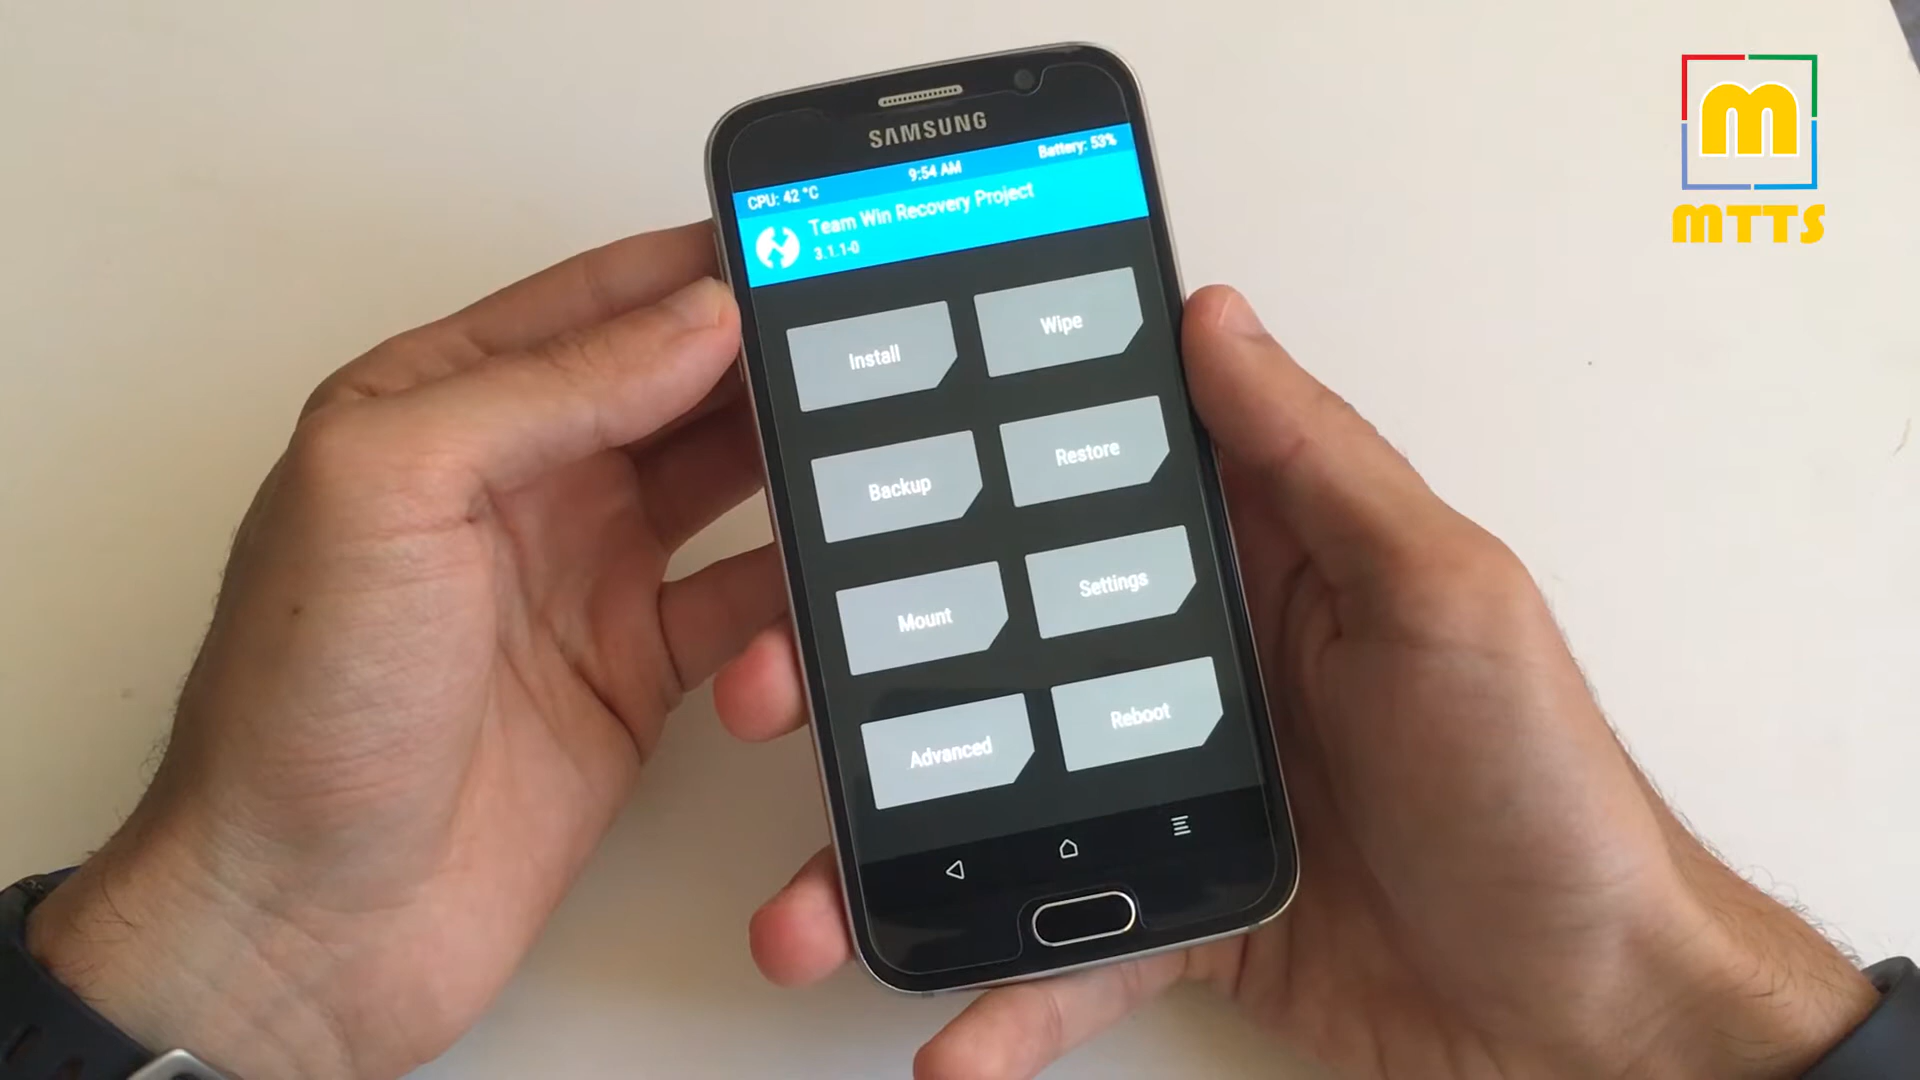 SAMSUNG
CPU: 42 °C
9:54 AM
Battery: 53%
Team Win Recovery Project
3.1.1-0
Install
Wipe
Backup
Restore
Mount
Settings
Advanced
Reboot
m
MTTS